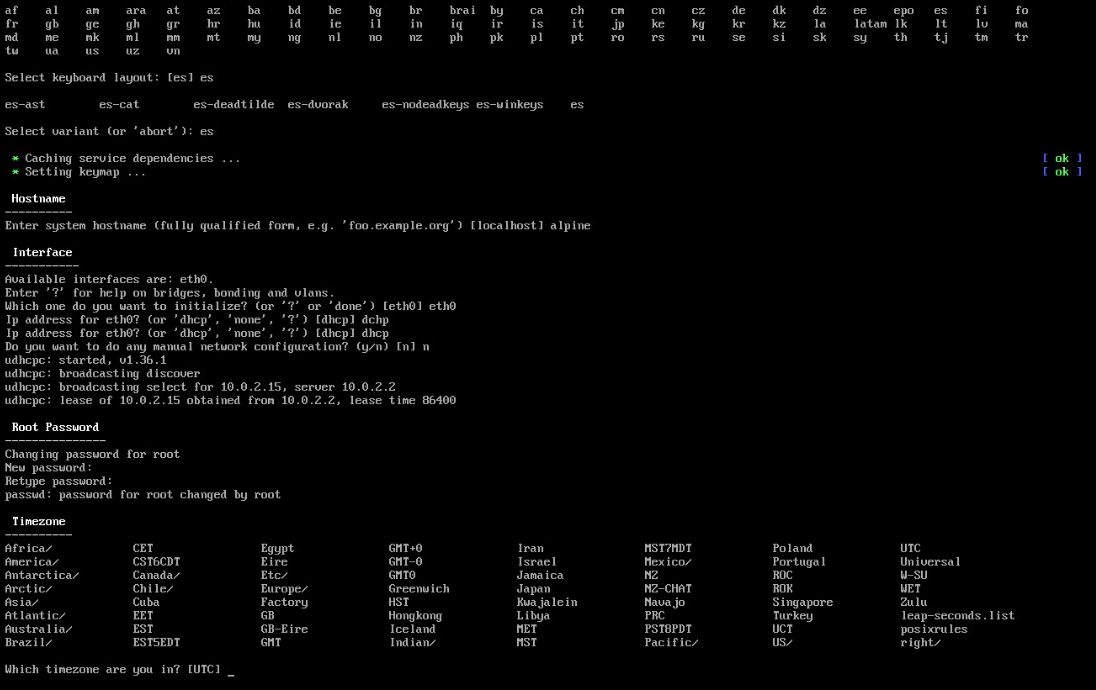 af al am ara at az ba bd be bg br brai by ca ch cm cn cz de dk dz ee epo es fi fo
fr gb ge gh gr hr hu id ie il in iq ir is it jp ke kg kr kz la latam lk lt lv ma
md me mk ml mm mt my ng nl no nz ph pk pl pt ro rs ru se si sk sy th tj tm tr
tw ua us uz vn
Select keyboard layout: [es] es
es-ast es-cat es-deadtilde es-dvorak es-nodeadkeys es-winkeys es
Select variant (or 'abort'): es
* Caching service dependencies ... [ ok ]
* Setting keymap ... [ ok ]
Hostname
----------
Enter system hostname (fully qualified form, e.g. 'foo.example.org') [localhost] alpine
Interface
-----------
Available interfaces are: eth0.
Enter '?' for help on bridges, bonding and vlans.
Which one do you want to initialize? (or '?' or 'done') [eth0] eth0
Ip address for eth0? (or 'dhcp', 'none', '?') [dhcp] dchp
Ip address for eth0? (or 'dhcp', 'none', '?') [dhcp] dhcp
Do you want to do any manual network configuration? (y/n) [n] n
udhcpc: started, v1.36.1
udhcpc: broadcasting discover
udhcpc: broadcasting select for 10.0.2.15, server 10.0.2.2
udhcpc: lease of 10.0.2.15 obtained from 10.0.2.2, lease time 86400
Root Password
---------------
Changing password for root
New password:
Retype password:
passwd: password for root changed by root
Timezone
----------
Africa/ CET Egypt GMT+0 Iran MST7MDT Poland UTC
America/ CST6CDT Eire GMT-0 Israel Mexico/ Portugal Universal
Antarctica/ Canada/ Etc/ GMT0 Jamaica NZ ROC W-SU
Arctic/ Chile/ Europe/ Greenwich Japan NZ-CHAT ROK WET
Asia/ Cuba Factory HST Kwajalein Navajo Singapore Zulu
Atlantic/ EET GB Hongkong Libya PRC Turkey leap-seconds.list
Australia/ EST GB-Eire Iceland MET PST8PDT UCT posixrules
Brazil/ EST5EDT GMT Indian/ MST Pacific/ US/ right/
Which timezone are you in? [UTC] _